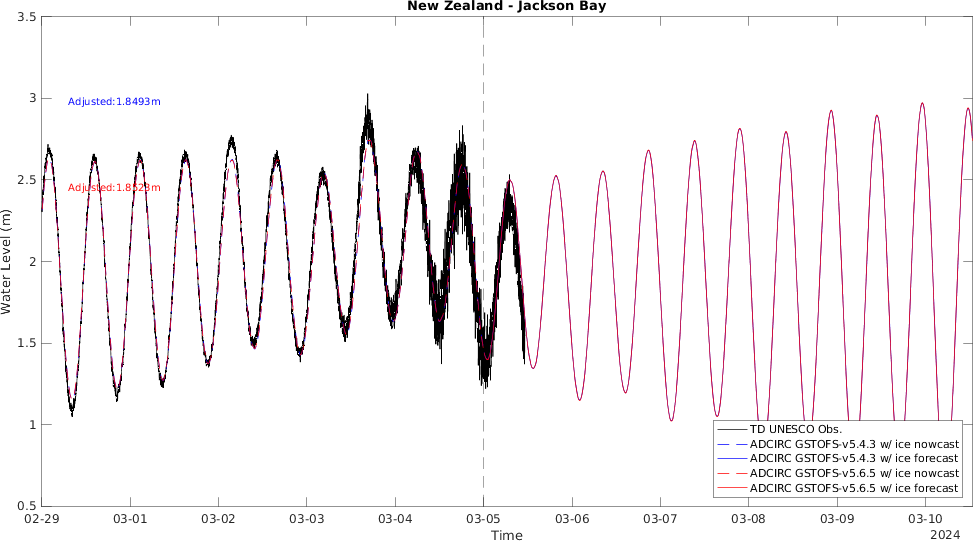 New Zealand - Jackson Bay
3.5
3
2.5
2
1.5
1
0.5
Water Level (m)
Adjusted:1.8493m
Adjusted:1.8523m
TD UNESCO Obs.
ADCIRC GSTOFS-v5.4.3 w/ ice nowcast
ADCIRC GSTOFS-v5.4.3 w/ ice forecast
ADCIRC GSTOFS-v5.6.5 w/ ice nowcast
ADCIRC GSTOFS-v5.6.5 w/ ice forecast
02-29 03-01 03-02 03-03 03-04 03-05 03-06 03-07 03-08 03-09 03-10
Time
2024